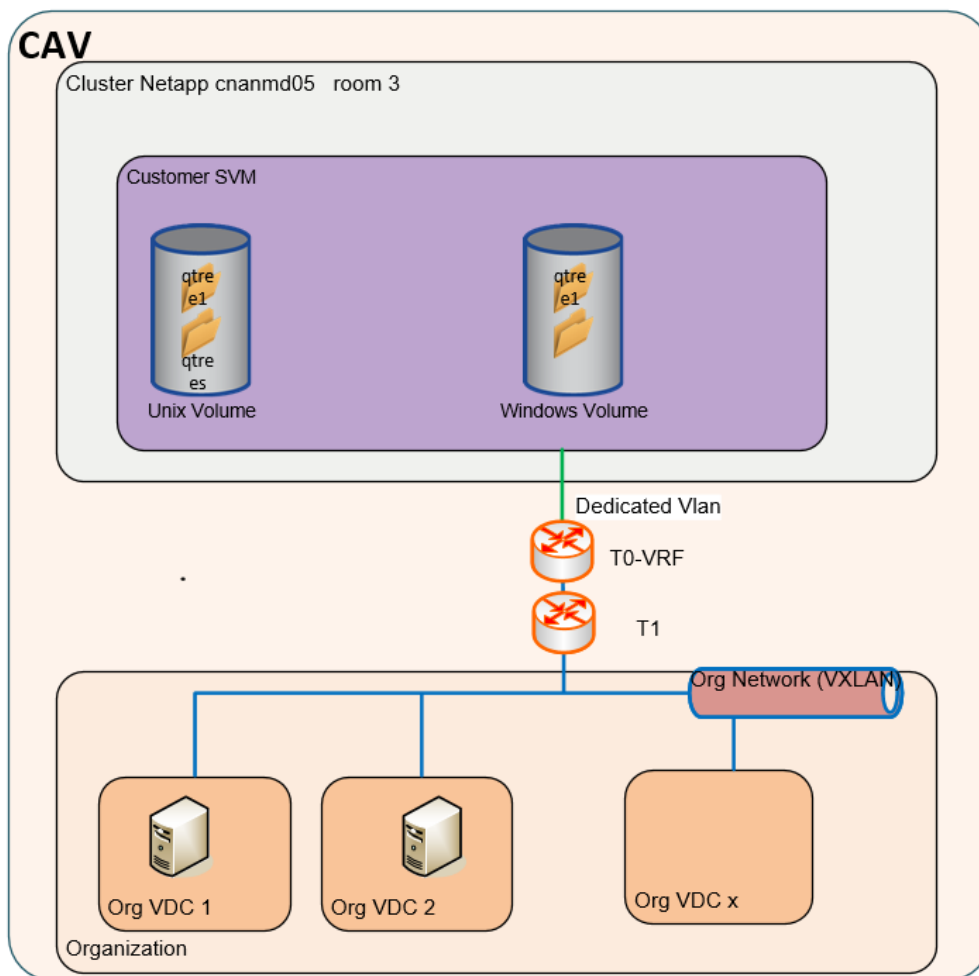 CAV
Cluster Netapp cnanmd05 room 3
Customer SVM
qtre
e1
qtre
es
Unix Volume
qtre
e1
Windows Volume
Dedicated Vlan
T0-VRF
T1
Org Network (VXLAN)
Org VDC 1
Org VDC 2
Org VDC x
Organization